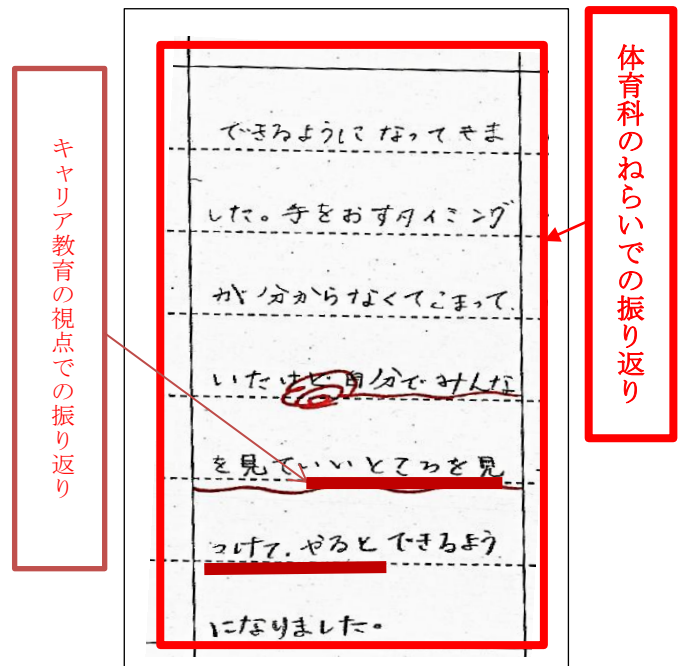 体育科のねらいでの振り返り
できるようになってきま
した。手をおすタイミング
が分からなくてこまって
いたけど自分でみんな
を見ていいところを見
つけて、やるとできるよう
になりました。
キャリア教育の視点での振り返り